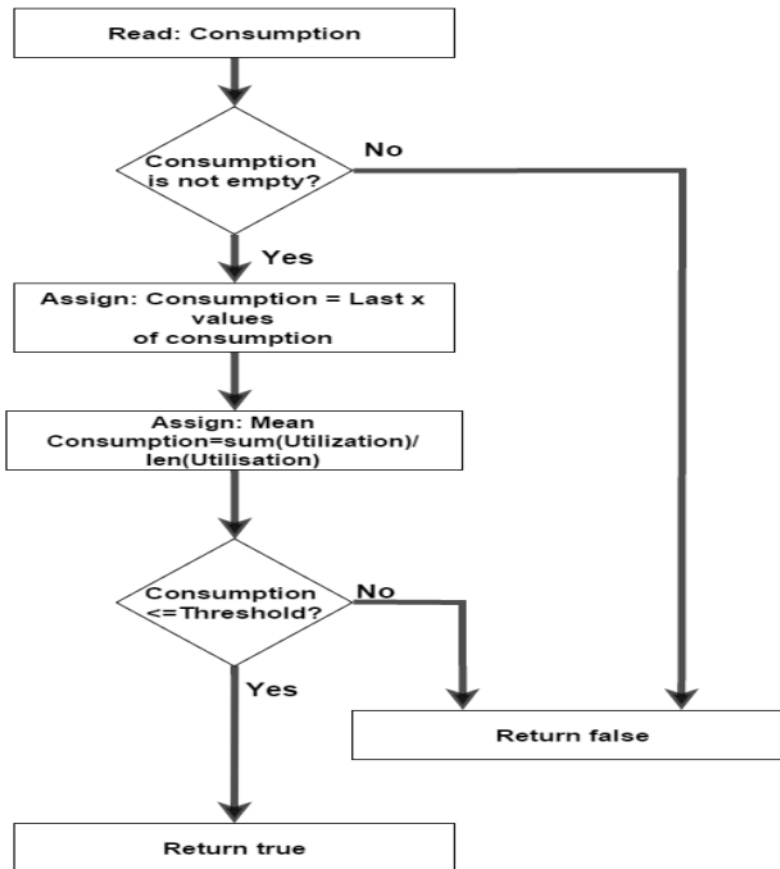 Read: Consumption
Consumption
is not empty?
No
Yes
Assign: Consumption = Last x
values
of consumption
Assign: Mean
Consumption=sum(Utilization)/
len(Utilisation)
Consumption
<=Threshold?
No
Yes
Return false
Return true